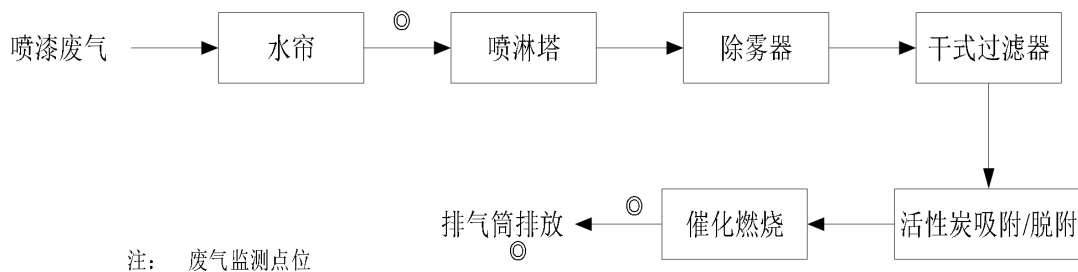 喷漆废气
水帘
喷淋塔
除雾器
干式过滤器
排气筒排放
催化燃烧
活性炭吸附/脱附
注： 废气监测点位